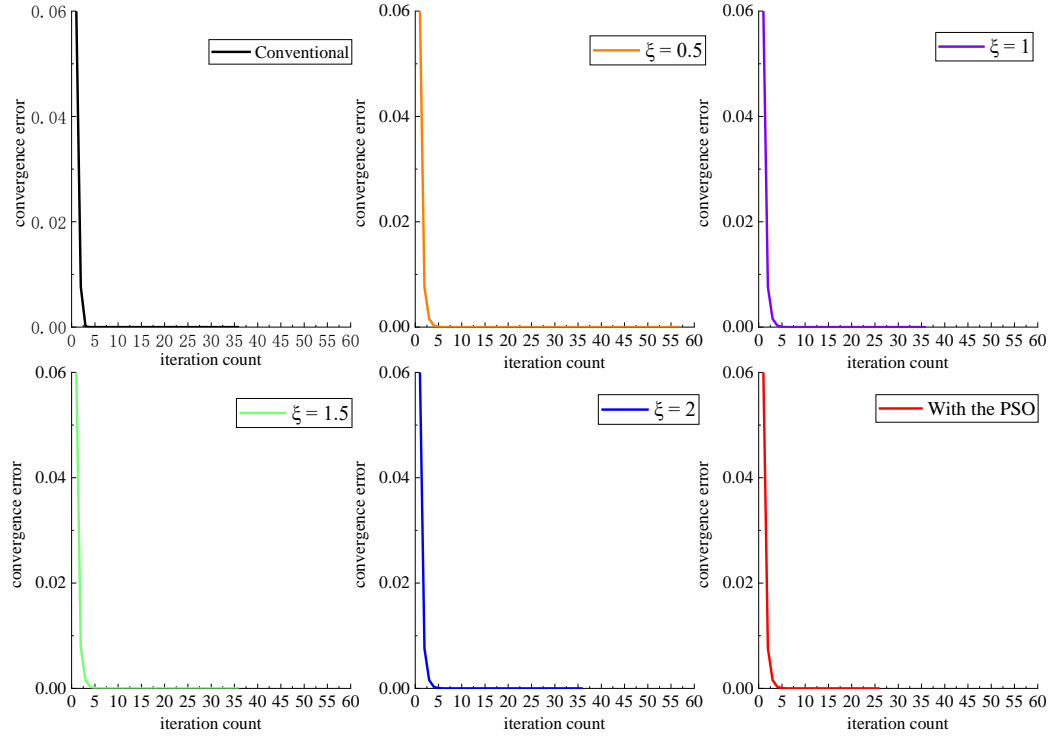 0. 06
0. 04
0. 02
0. 00
convergence error
Conventional
0 5 10 15 20 25 30 35 40 45 50 55 60
iteration count
0.06
0.04
0.02
0.00
convergence error
ξ = 0.5
0 5 10 15 20 25 30 35 40 45 50 55 60
iteration count
0.06
0.04
0.02
0.00
convergence error
ξ = 1
0 5 10 15 20 25 30 35 40 45 50 55 60
iteration count
0.06
0.04
0.02
0.00
convergence error
ξ = 1.5
0 5 10 15 20 25 30 35 40 45 50 55 60
iteration count
0.06
0.04
0.02
0.00
convergence error
ξ = 2
0 5 10 15 20 25 30 35 40 45 50 55 60
iteration count
0.06
0.04
0.02
0.00
convergence error
With the PSO
0 5 10 15 20 25 30 35 40 45 50 55 60
iteration count